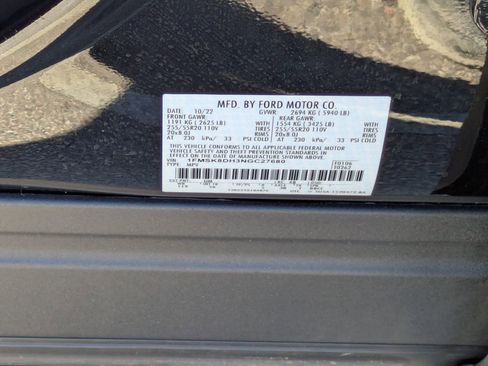 MFD. BY FORD MOTOR CO.
DATE 10/22 GVWR 2694 KG ( 5940 LB)
FRONT GAWR REAR GAWR
1191 KG ( 2625 LB) 1554 KG ( 3425 LB)
255/55R20 110V TIRES 255/55R20 110V TIRES
20x8.0J RIMS 20x8.0J RIMS
AT 230 kPa/ 33 PSI COLD AT 230 kPa/ 33 PSI COLD
THIS VEHICLE CONFORMS TO ALL APPLICABLE FEDERAL MOTOR
VEHICLE SAFETY AND THEFT PREVENTION STANDARDS IN EFFECT
ON THE DATE OF MANUFACTURE SHOWN ABOVE.
VIN 1FMSK8DH3NGC27680 F0106
TYPE MPV T0262